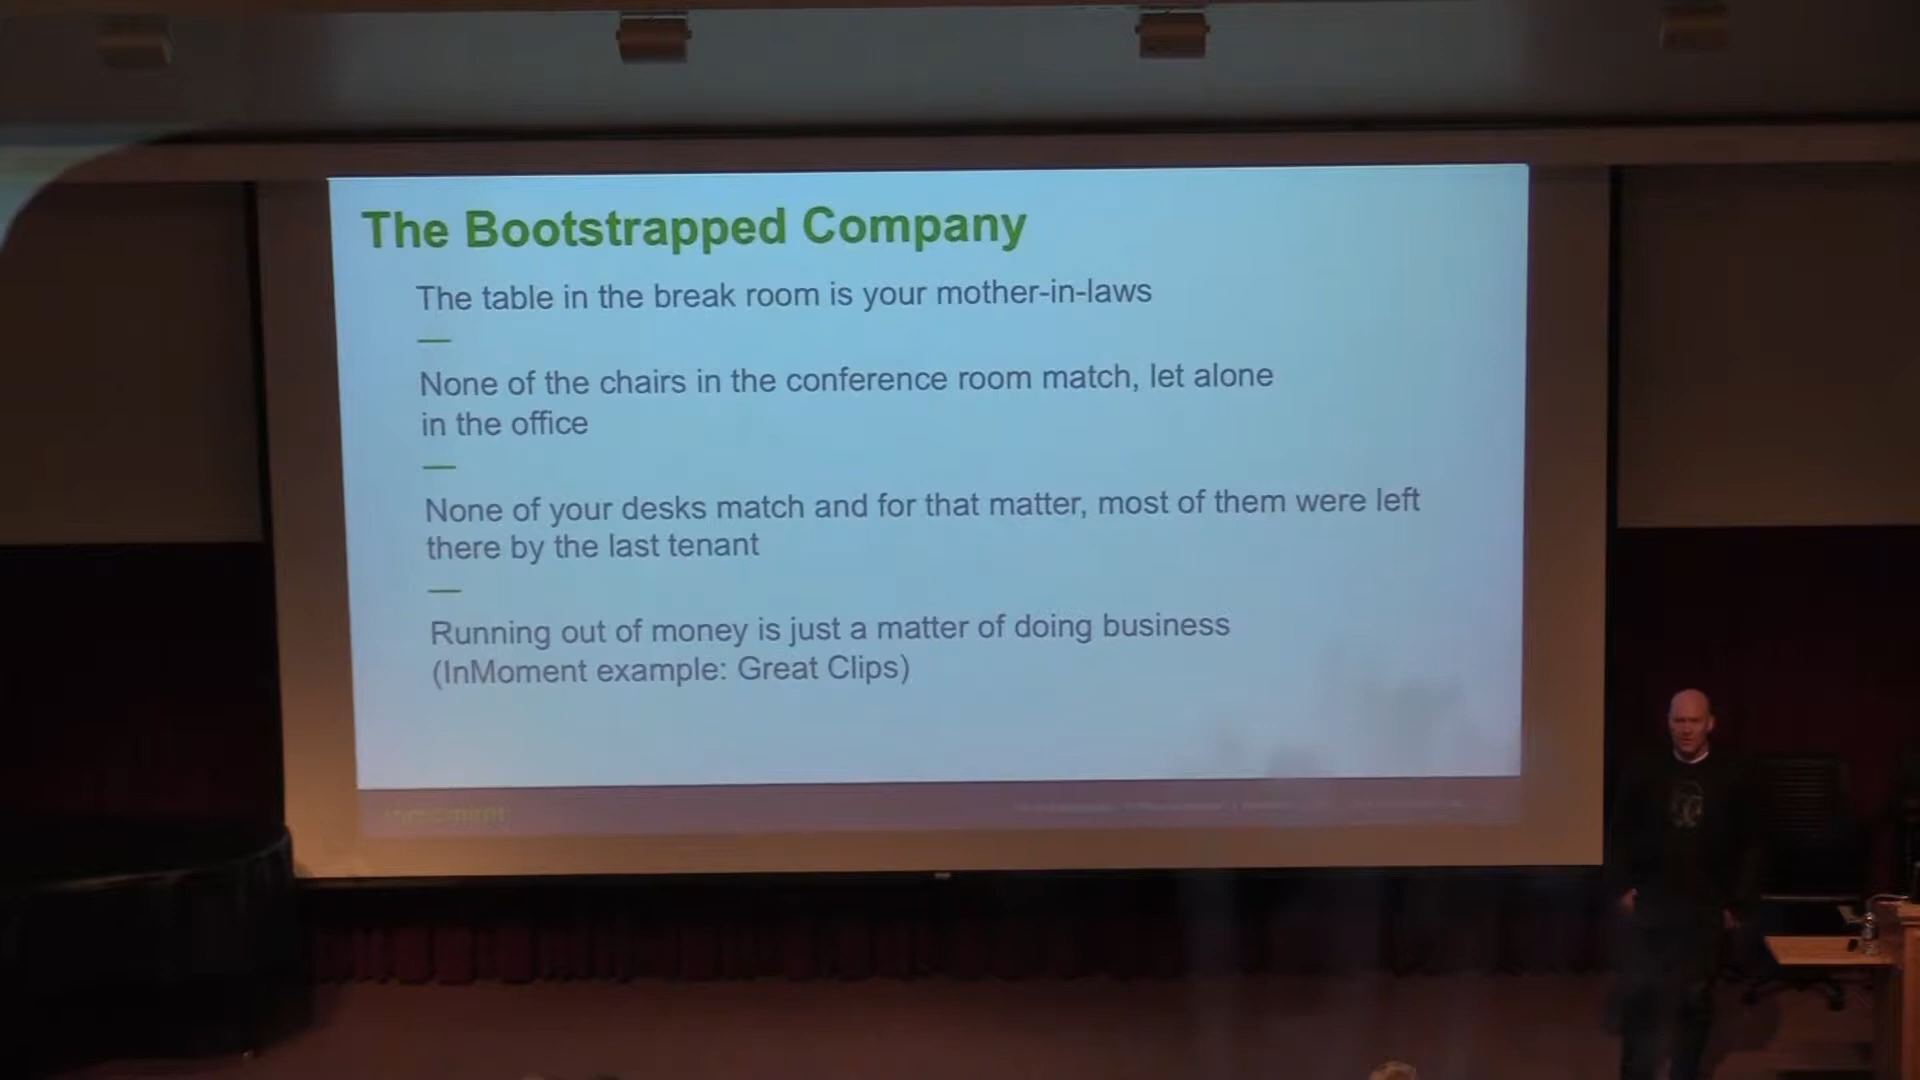 The Bootstrapped Company
The table in the break room is your mother-in-laws
None of the chairs in the conference room match, let alone
in the office
None of your desks match and for that matter, most of them were left
there by the last tenant
Running out of money is just a matter of doing business
(InMoment example: Great Clips)